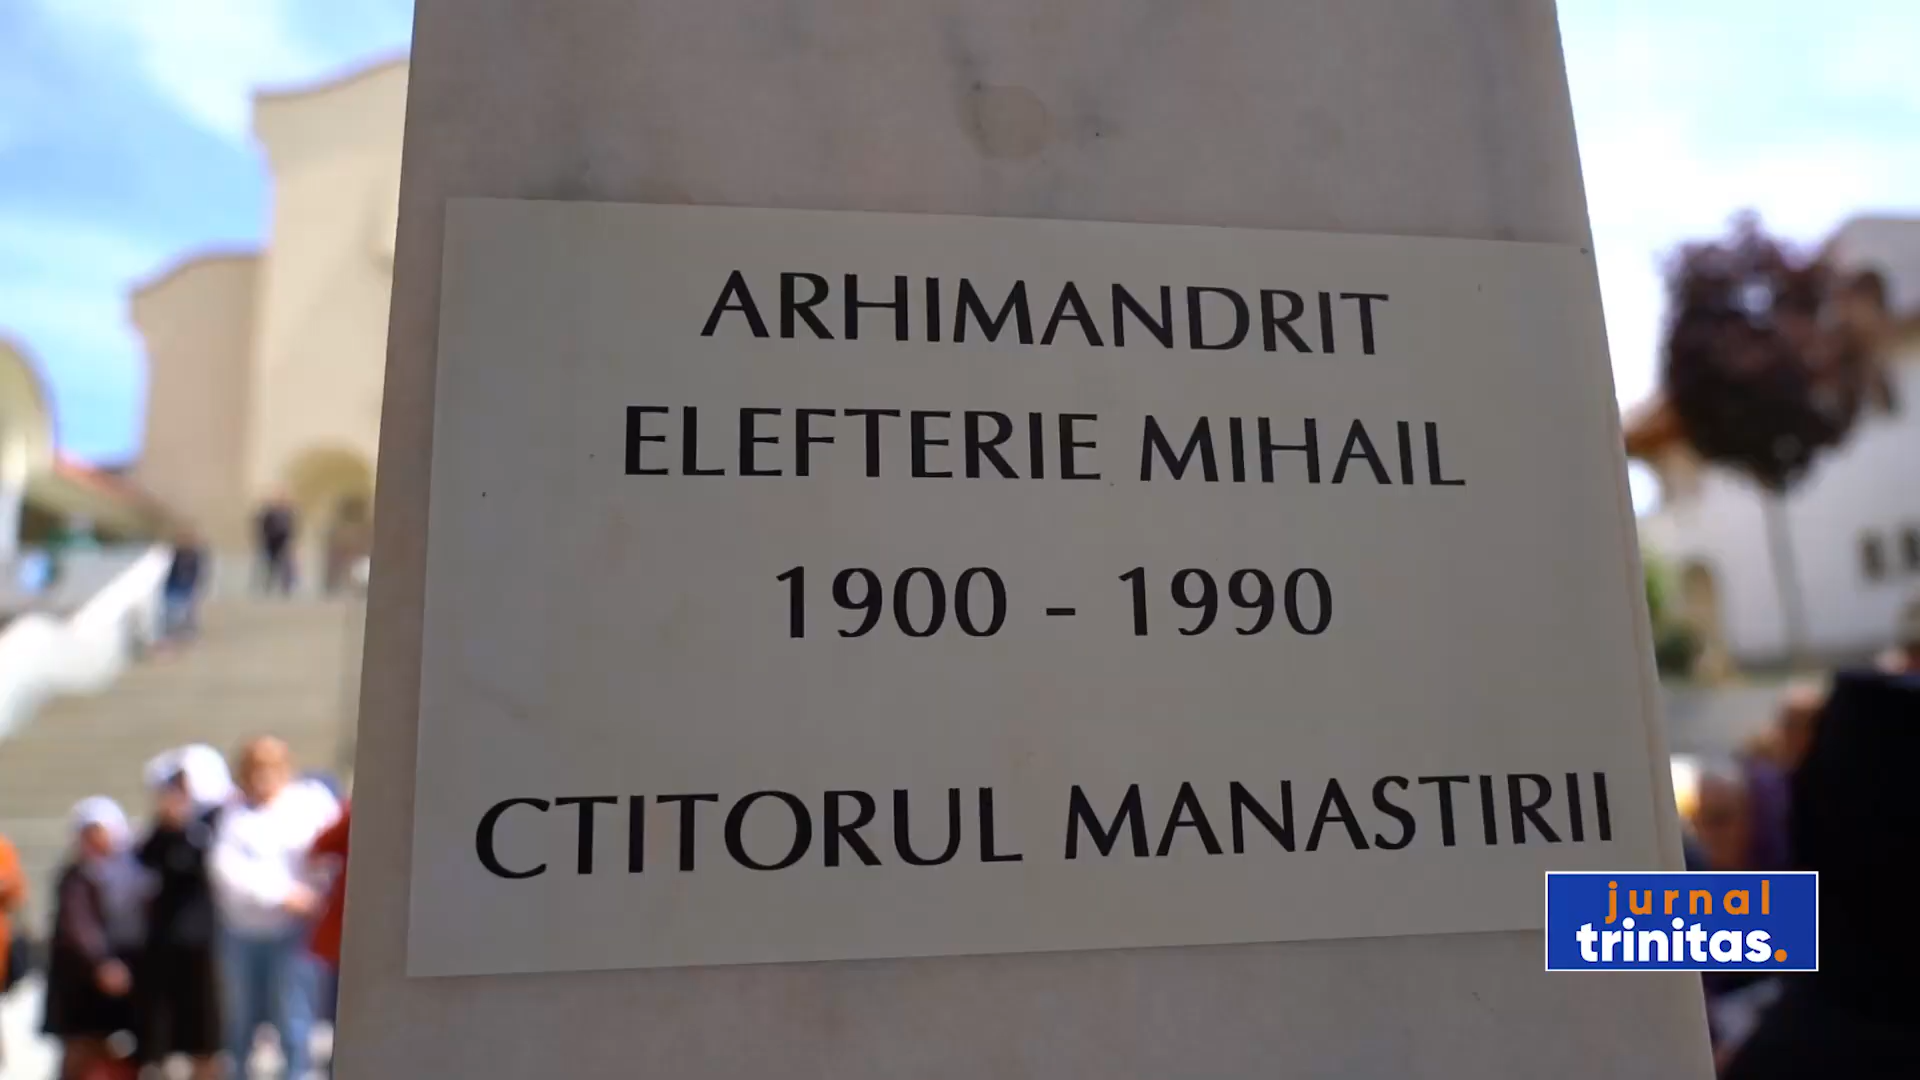 ARHIMANDRIT
ELEFTERIE MIHAIL
1900 - 1990
CTITORUL MANASTIRII
jurnal
trinitas.